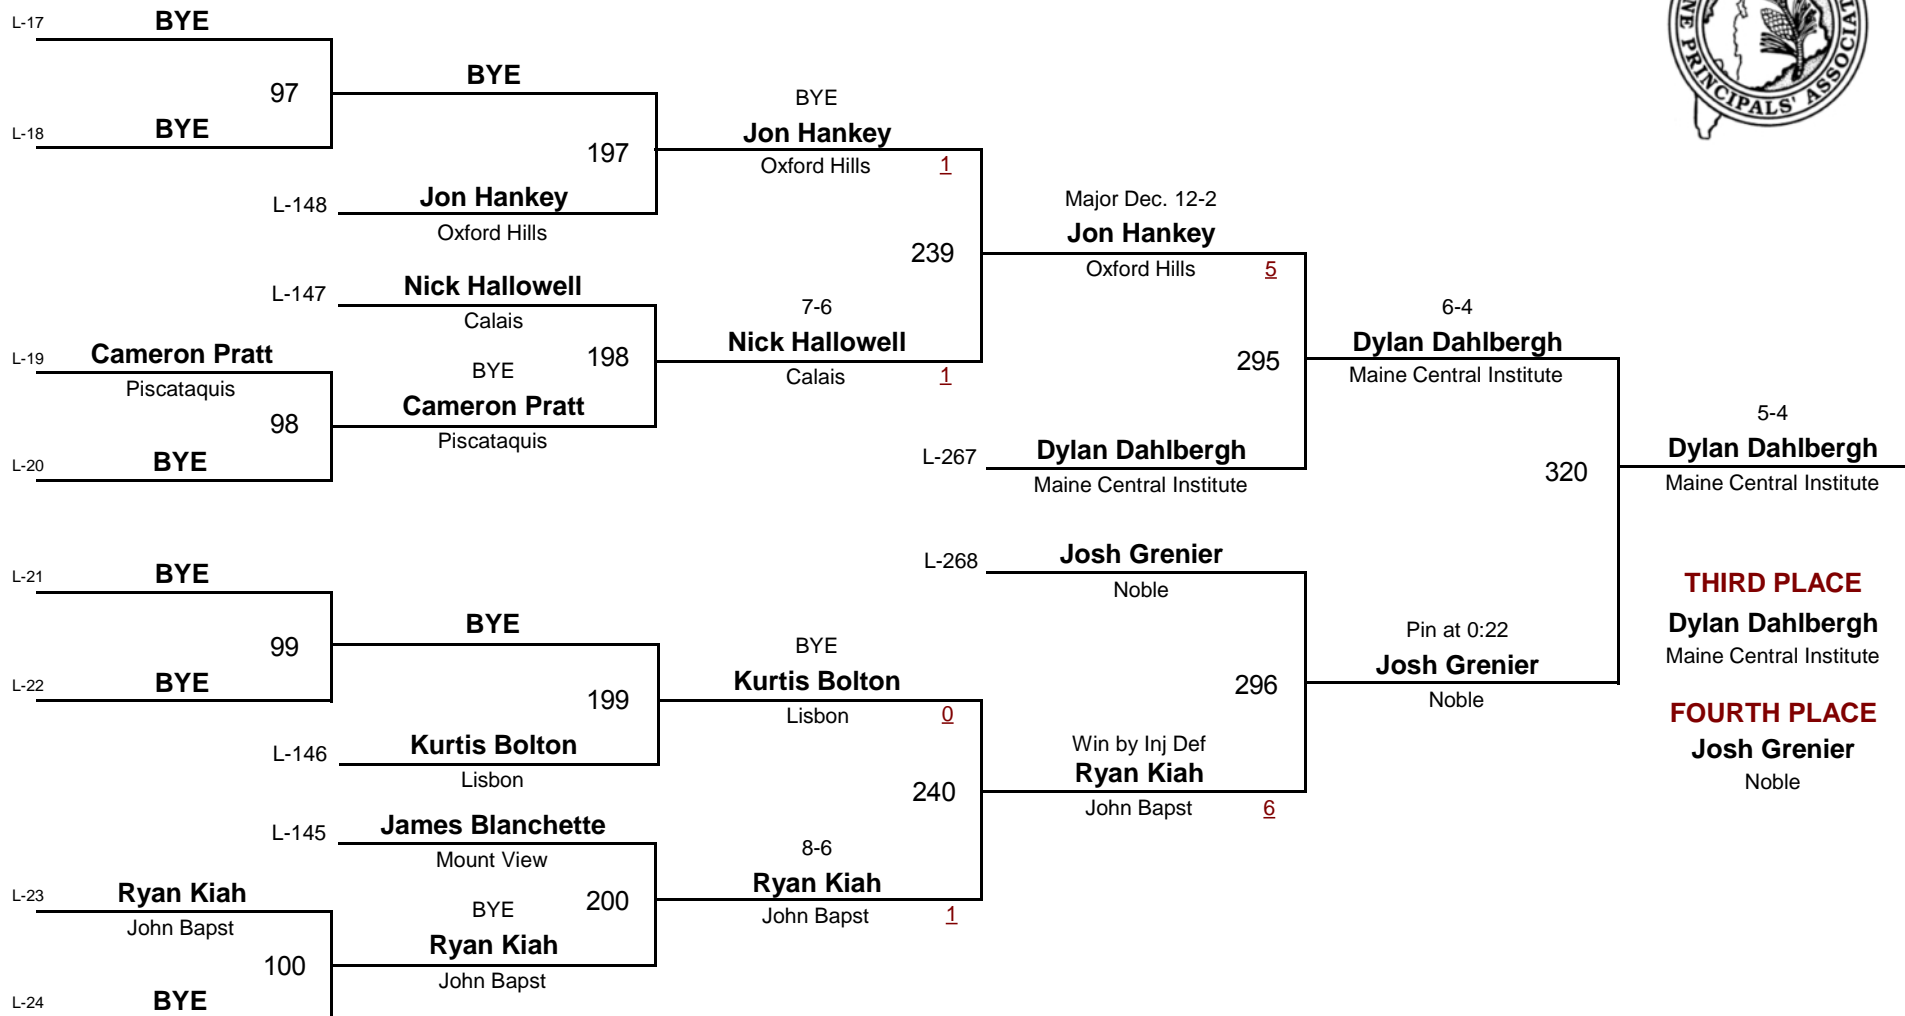 L-17 BYE
97
L-18 BYE
BYE
197
L-148 Jon Hankey
Oxford Hills
BYE
Jon Hankey
Oxford Hills 1
239
L-147 Nick Hallowell
Calais
198
L-19 Cameron Pratt
Piscataquis
98
L-20 BYE
BYE
Cameron Pratt
Piscataquis
7-6
Nick Hallowell
Calais 1
Major Dec. 12-2
Jon Hankey
Oxford Hills 5
295
L-267 Dylan Dahlbergh
Maine Central Institute
6-4
Dylan Dahlbergh
Maine Central Institute
320
5-4
Dylan Dahlbergh
Maine Central Institute
L-21 BYE
99
L-22 BYE
BYE
199
L-146 Kurtis Bolton
Lisbon
BYE
Kurtis Bolton
Lisbon 0
240
L-145 James Blanchette
Mount View
200
L-23 Ryan Kiah
John Bapst
100
L-24 BYE
BYE
Ryan Kiah
John Bapst
8-6
Ryan Kiah
John Bapst 1
L-268 Josh Grenier
Noble
296
Win by Inj Def
Ryan Kiah
John Bapst 6
Pin at 0:22
Josh Grenier
Noble
THIRD PLACE
Dylan Dahlbergh
Maine Central Institute
FOURTH PLACE
Josh Grenier
Noble
PRINCIPALS'